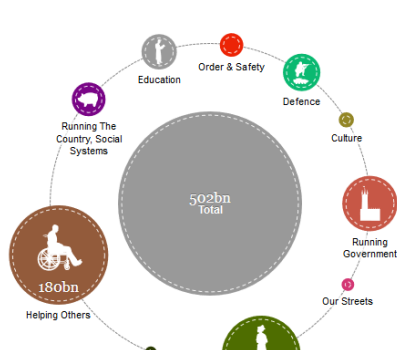 Education
Order & Safety
Defence
Running The
Country, Social
Systems
Culture
502bn
Total
Running
Government
180bn
Helping Others
Our Streets